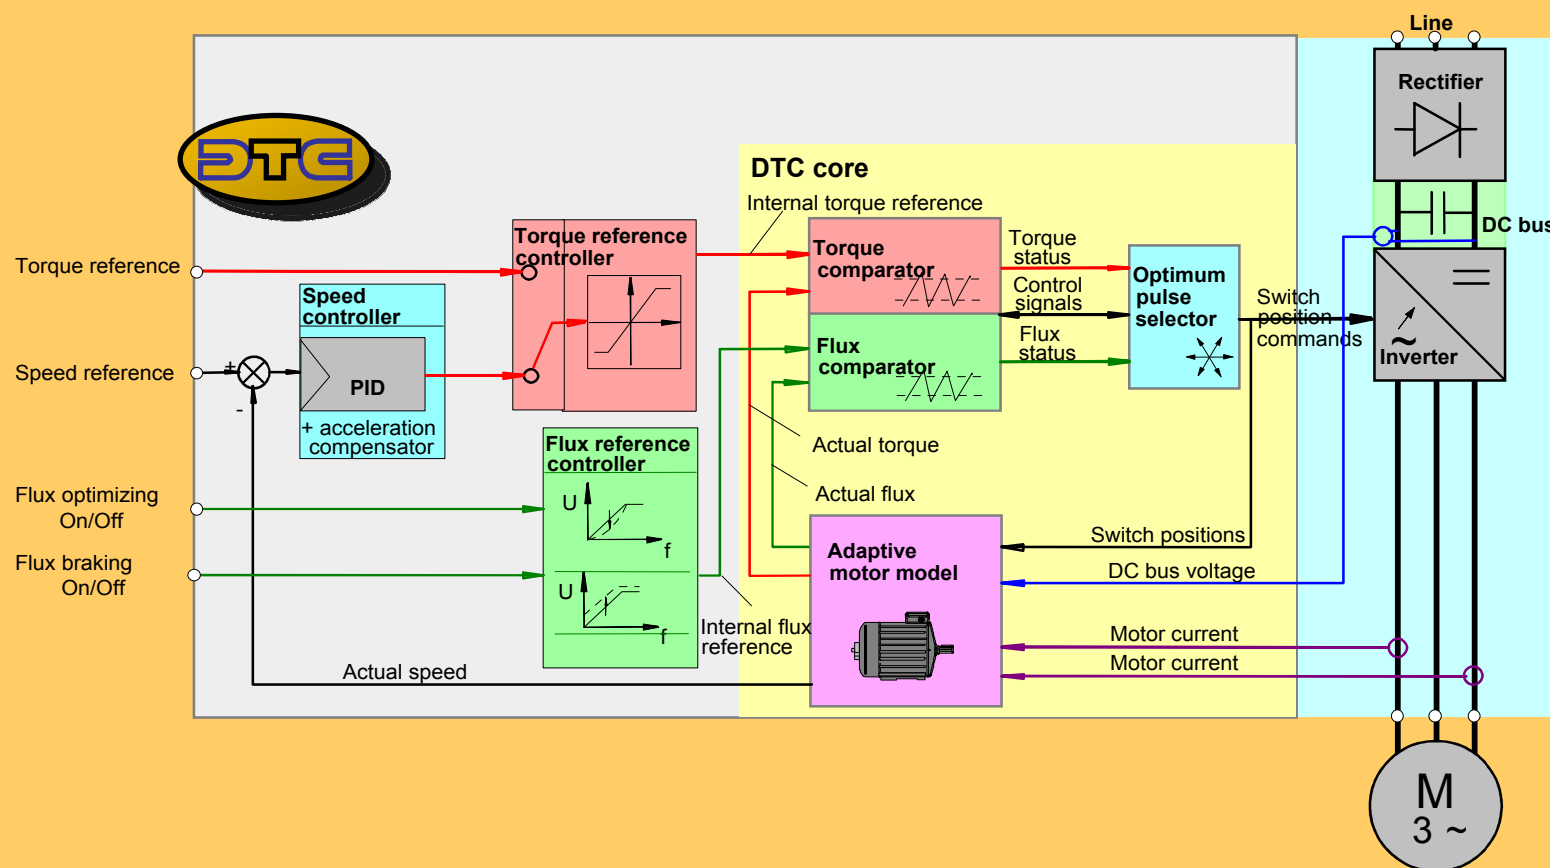 Line
Rectifier
DTC
DTC core
Internal torque reference
DC bus
Torque reference
controller
Torque
comparator
Torque
status
Optimum
pulse
selector
Control
signals
Switch
position
commands
Torque reference
Speed
controller
Flux
comparator
Flux
status
~
Inverter
Speed reference
+
-
PID
+ acceleration
compensator
Actual torque
Flux reference
controller
Actual flux
Flux optimizing
On/Off
U
f
Switch positions
Adaptive
motor model
Flux braking
On/Off
DC bus voltage
U
f
Internal flux
reference
Motor current
Motor current
Actual speed
M
3 ~